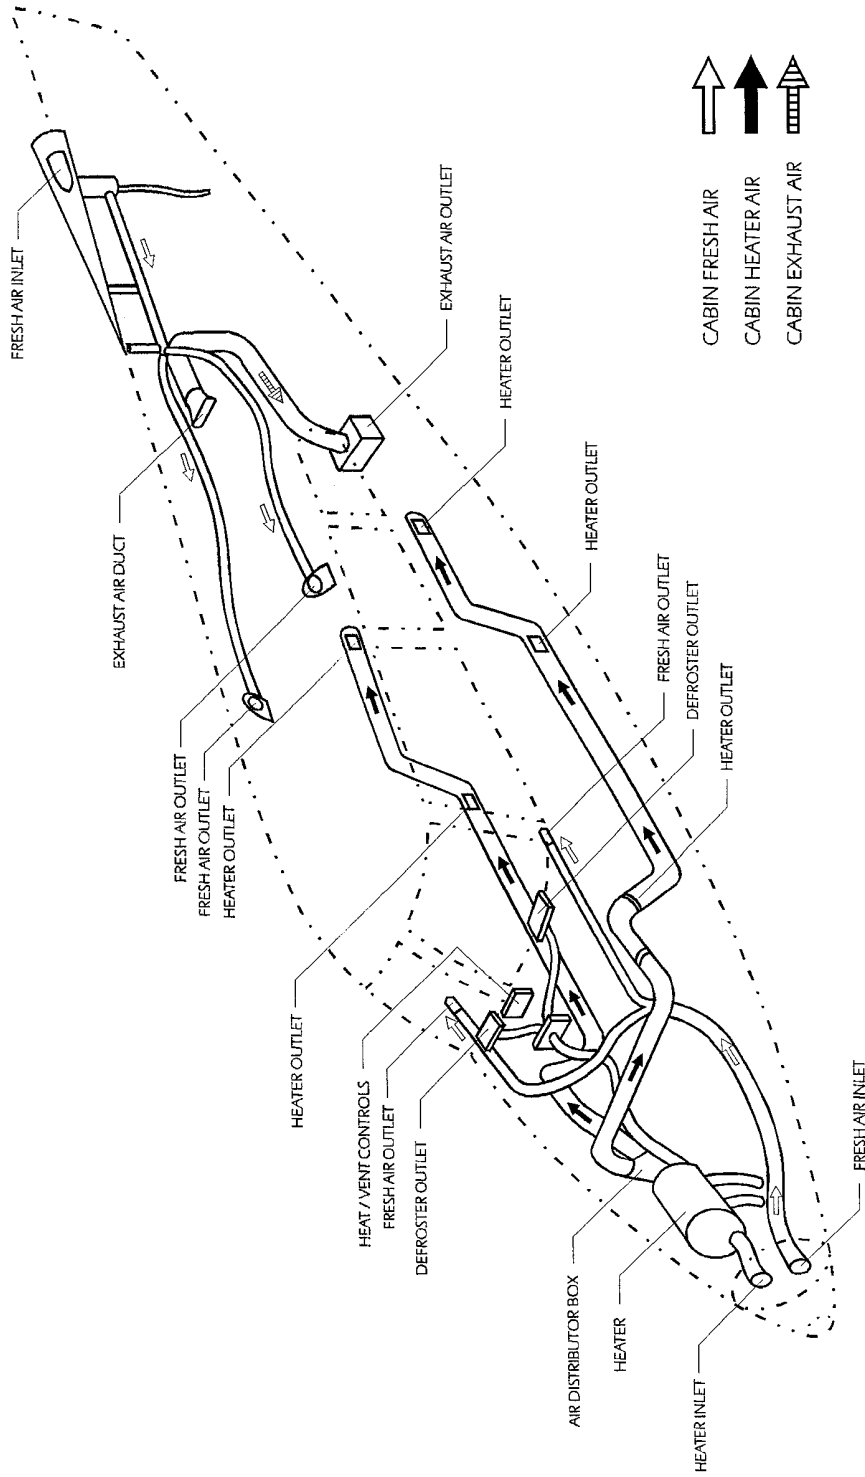 FRESH AIR INLET
EXHAUST AIR OUTLET
HEATER OUTLET
HEATER OUTLET
FRESH AIR OUTLET
DEFROSTER OUTLET
HEATER OUTLET
EXHAUST AIR DUCT
FRESH AIR OUTLET
FRESH AIR OUTLET
HEATER OUTLET
HEATER OUTLET
HEAT / VENT CONTROLS
FRESH AIR OUTLET
DEFROSTER OUTLET
AIR DISTRIBUTOR BOX
HEATER
HEATER INLET
FRESH AIR INLET
CABIN FRESH AIR
CABIN HEATER AIR
CABIN EXHAUST AIR